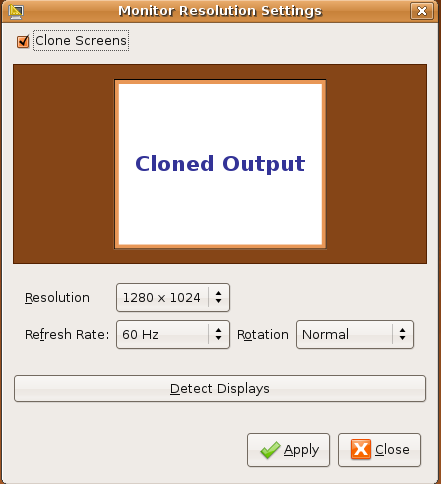 Monitor Resolution Settings
Clone Screens
Cloned Output
Resolution 1280 x 1024
Refresh Rate: 60 Hz Rotation Normal
Detect Displays
Apply Close